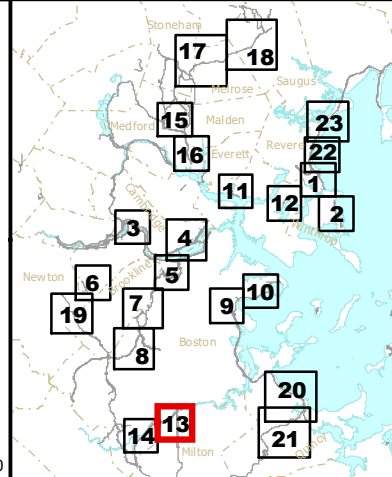 Stoneham
17
18
Melrose
Saugus
15
Medford
Malden
23
16
Everett
Revere
22
1
11
12
2
Winthrop
Cambridge
3
4
5
Brookline
Newton
6
10
19
7
9
Boston
8
20
13
14
Milton
21
Quincy
0